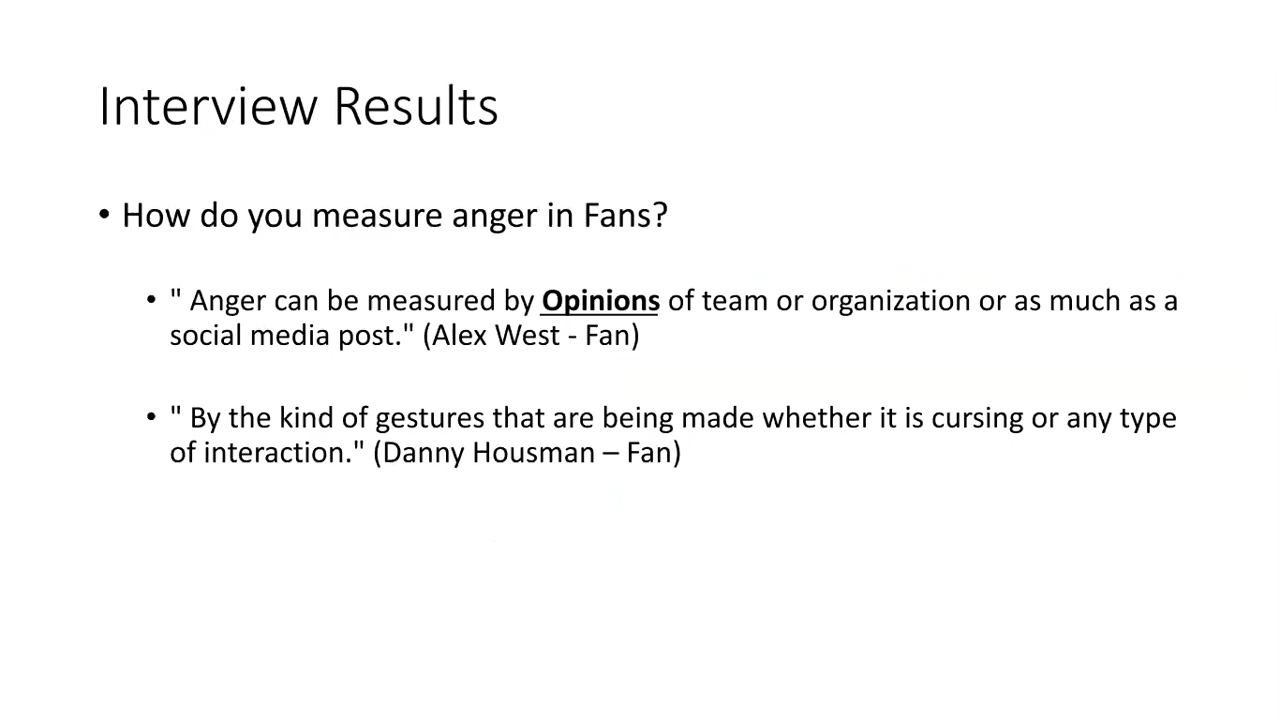 Interview Results
• How do you measure anger in Fans?
• " Anger can be measured by Opinions of team or organization or as much as a
social media post." (Alex West - Fan)
• " By the kind of gestures that are being made whether it is cursing or any type
of interaction." (Danny Housman – Fan)